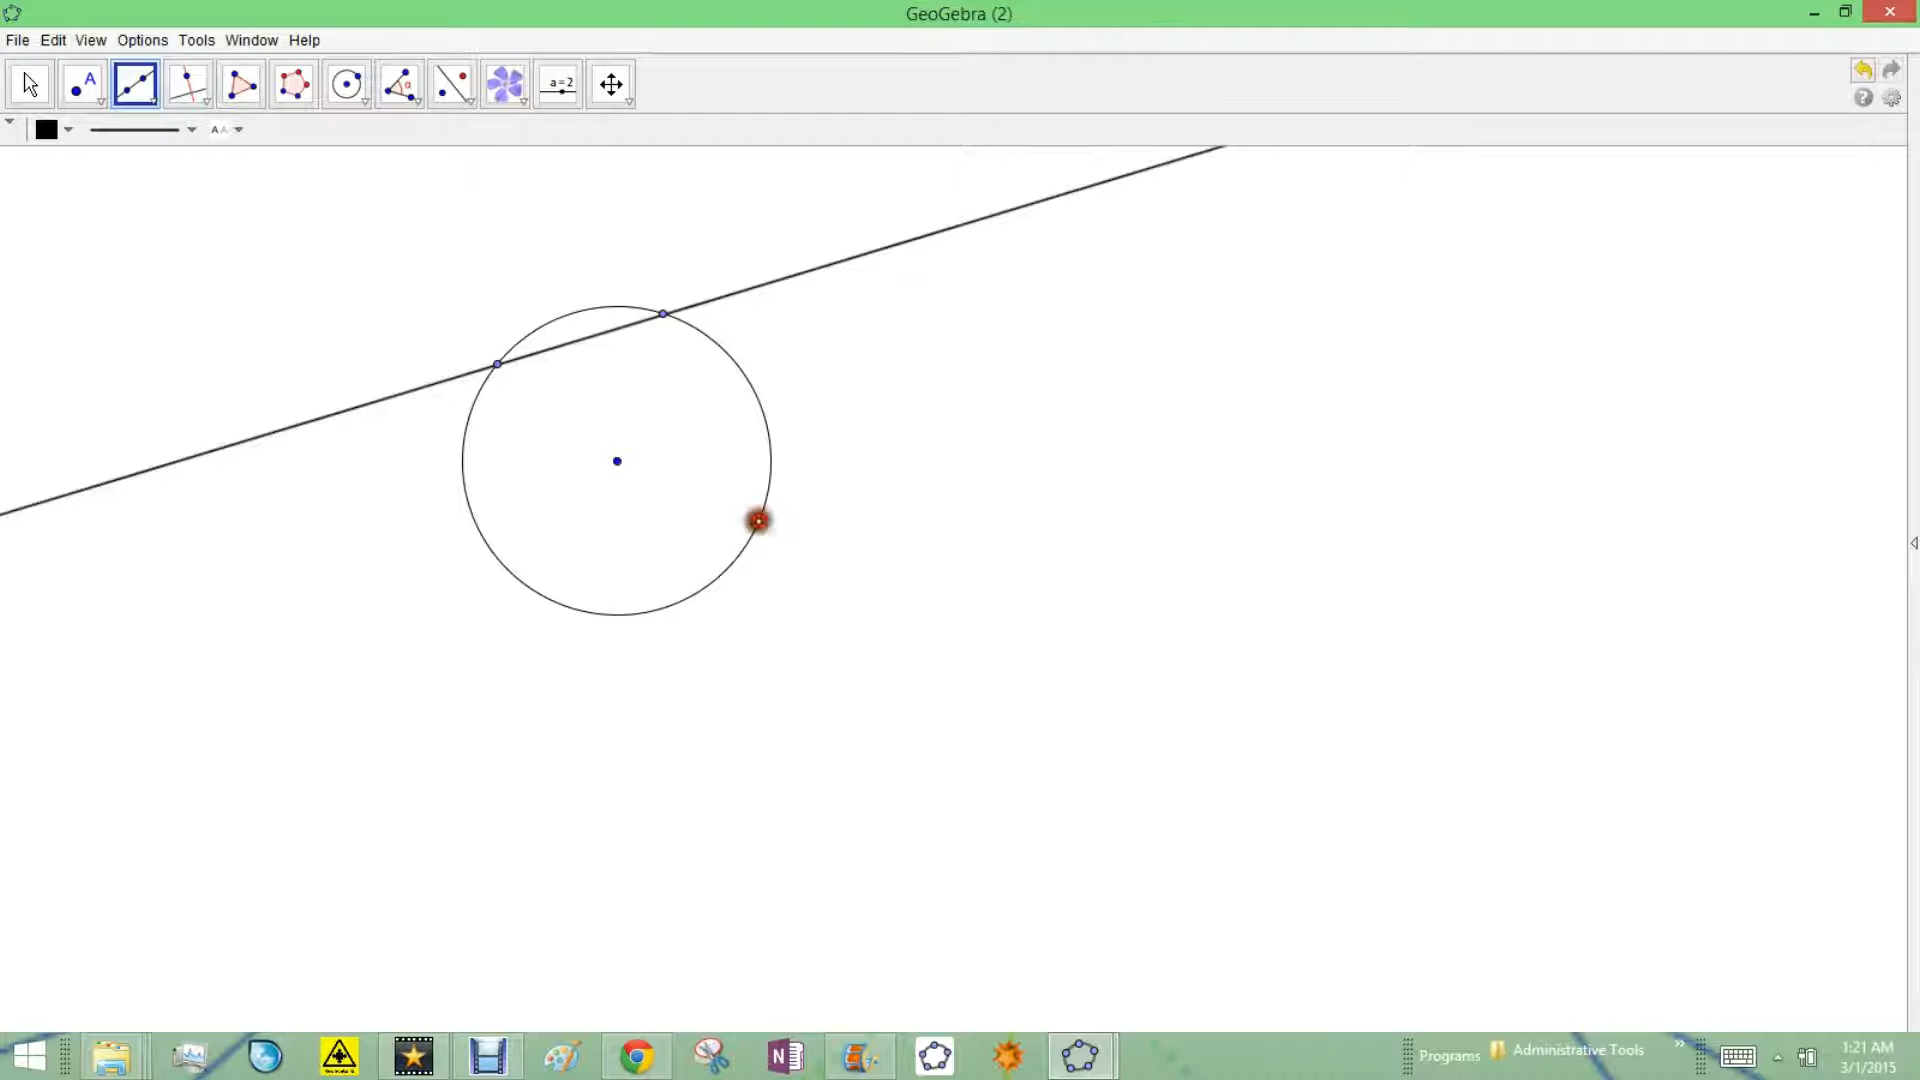 GeoGebra (2)
File Edit View Options Tools Window Help
A α a=2
A A
Programs Administrative Tools »
1:21 AM
3/1/2015